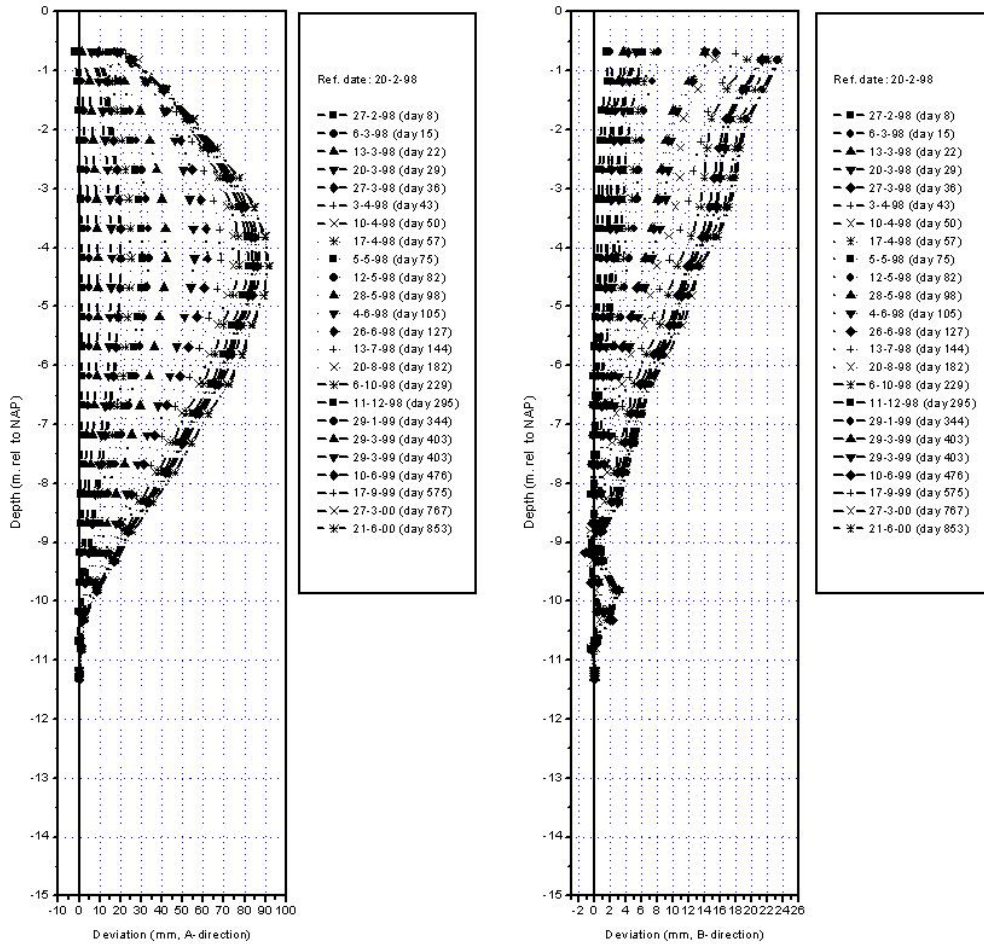 0
-1
-2
-3
-4
-5
-6
-7
-8
-9
-10
-11
-12
-13
-14
-15
Depth (m. rel to NAP)
-10 0 10 20 30 40 50 60 70 80 90 100
Deviation (mm, A-direction)
Ref. date: 20-2-98
27-2-98 (day 8)
6-3-98 (day 15)
13-3-98 (day 22)
20-3-98 (day 29)
27-3-98 (day 36)
3-4-98 (day 43)
10-4-98 (day 50)
17-4-98 (day 57)
5-5-98 (day 75)
12-5-98 (day 82)
28-5-98 (day 98)
4-6-98 (day 105)
26-6-98 (day 127)
13-7-98 (day 144)
20-8-98 (day 182)
6-10-98 (day 229)
11-12-98 (day 295)
29-1-99 (day 344)
29-3-99 (day 403)
29-3-99 (day 403)
10-6-99 (day 476)
17-9-99 (day 575)
27-3-00 (day 767)
21-6-00 (day 853)
0
-1
-2
-3
-4
-5
-6
-7
-8
-9
-10
-11
-12
-13
-14
-15
Depth (m. rel to NAP)
-2 0 2 4 6 8 10 12 14 16 18 20 22 24 26
Deviation (mm, B-direction)
Ref. date: 20-2-98
27-2-98 (day 8)
6-3-98 (day 15)
13-3-98 (day 22)
20-3-98 (day 29)
27-3-98 (day 36)
3-4-98 (day 43)
10-4-98 (day 50)
17-4-98 (day 57)
5-5-98 (day 75)
12-5-98 (day 82)
28-5-98 (day 98)
4-6-98 (day 105)
26-6-98 (day 127)
13-7-98 (day 144)
20-8-98 (day 182)
6-10-98 (day 229)
11-12-98 (day 295)
29-1-99 (day 344)
29-3-99 (day 403)
29-3-99 (day 403)
10-6-99 (day 476)
17-9-99 (day 575)
27-3-00 (day 767)
21-6-00 (day 853)